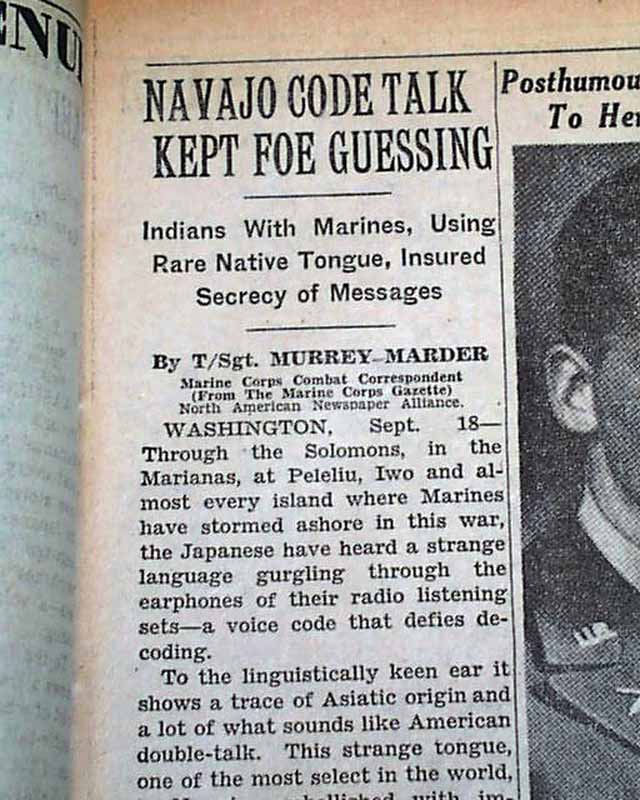 ENU
NAVAJO CODE TALK
KEPT FOE GUESSING
Indians With Marines, Using
Rare Native Tongue, Insured
Secrecy of Messages
By T/Sgt. MURREY MARDER
Marine Corps Combat Correspondent
(From The Marine Corps Gazette)
North American Newspaper Alliance.
WASHINGTON, Sept. 18—
Through the Solomons, in the
Marianas, at Peleliu, Iwo and al-
most every island where Marines
have stormed ashore in this war,
the Japanese have heard a strange
language gurgling through the
earphones of their radio listening
sets—a voice code that defies de-
coding.
To the linguistically keen ear it
shows a trace of Asiatic origin and
a lot of what sounds like American
double-talk. This strange tongue,
one of the most select in the world,
embellished with im-
Posthumou
To Her